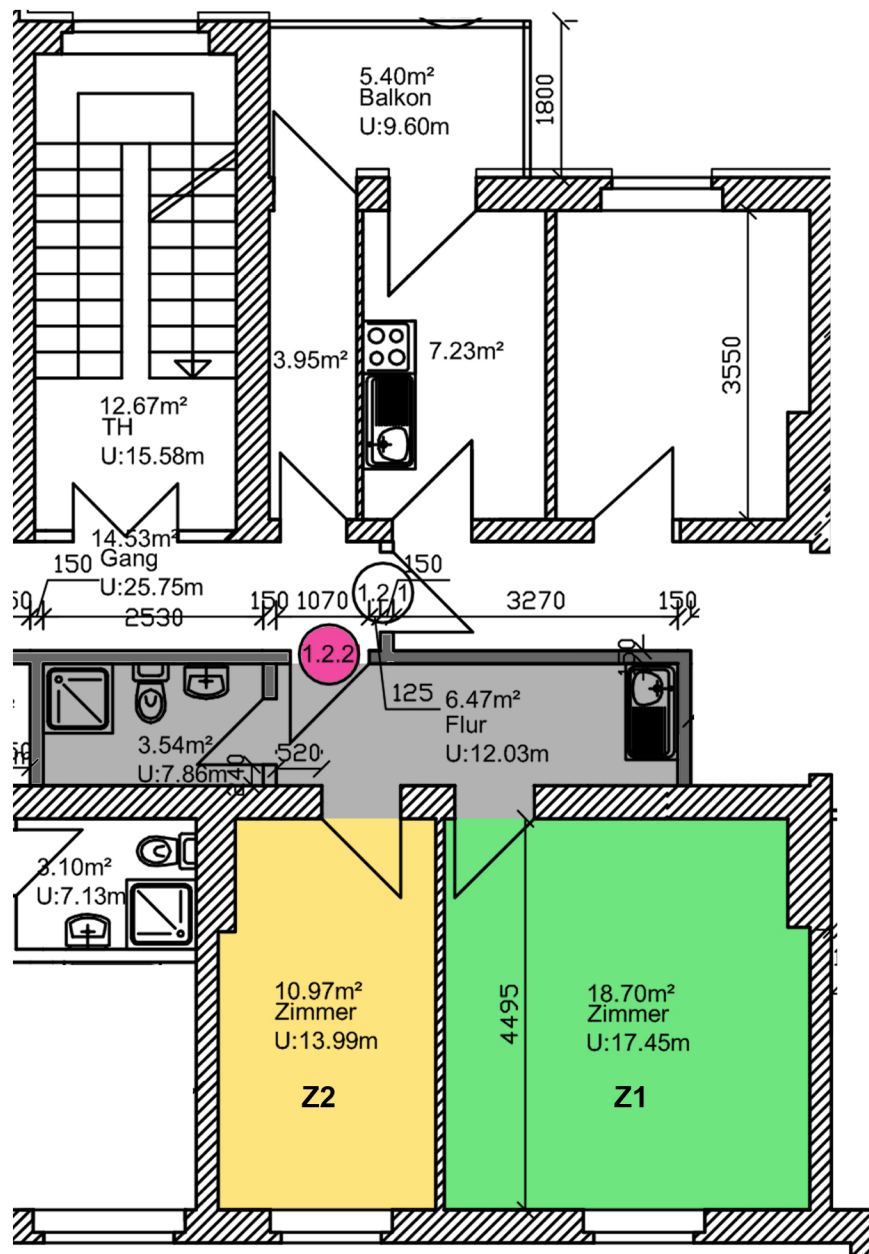 5.40m²
Balkon
U:9.60m
1800
3.95m²
7.23m²
3550
12.67m²
TH
U:15.58m
14.53m²
Gang
U:25.75m
150
150
2530
150
1070
1.2.1
3270
150
1.2.2
125
6.47m²
Flur
U:12.03m
3.54m²
U:7.86m
520
3.10m²
U:7.13m
10.97m²
Zimmer
U:13.99m
Z2
4495
18.70m²
Zimmer
U:17.45m
Z1